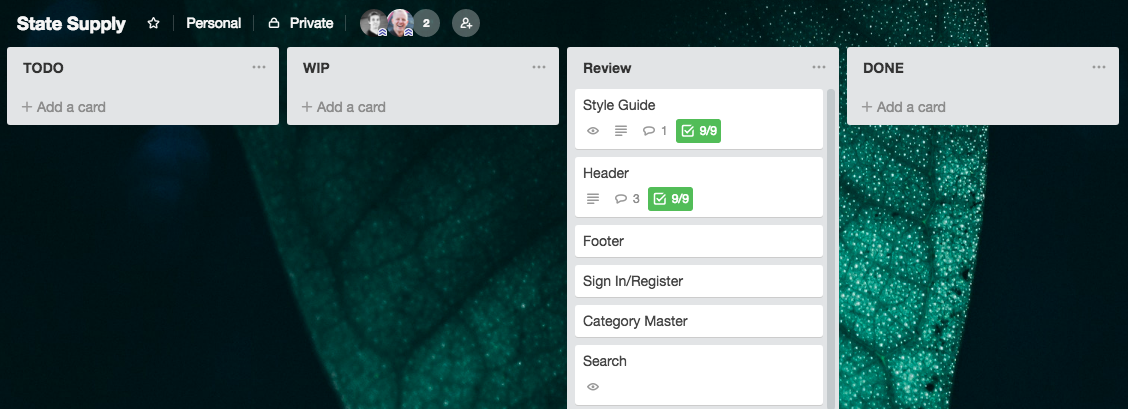 State Supply Personal Private 2
TODO
+ Add a card
WIP
+ Add a card
Review
Style Guide
1 9/9
Header
3 9/9
Footer
Sign In/Register
Category Master
Search
DONE
+ Add a card